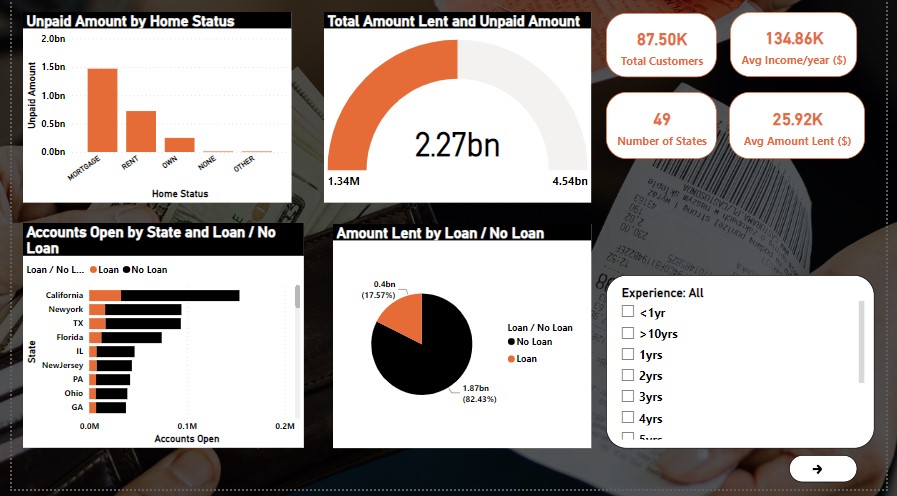 Unpaid Amount by Home Status
2.0bn
1.5bn
1.0bn
0.5bn
0.0bn
Unpaid Amount
MORTGAGE
RENT
OWN
NONE
OTHER
Home Status
Total Amount Lent and Unpaid Amount
2.27bn
1.34M
4.54bn
87.50K
Total Customers
134.86K
Avg Income/year ($)
49
Number of States
25.92K
Avg Amount Lent ($)
Accounts Open by State and Loan / No
Loan
Loan / No L... Loan No Loan
California
Newyork
TX
Florida
IL
NewJersey
PA
Ohio
GA
State
0.0M 0.1M 0.2M
Accounts Open
Amount Lent by Loan / No Loan
0.4bn
(17.57%)
1.87bn
(82.43%)
Loan / No Loan
No Loan
Loan
Experience: All
<1yr
>10yrs
1yrs
2yrs
3yrs
4yrs
5yrs